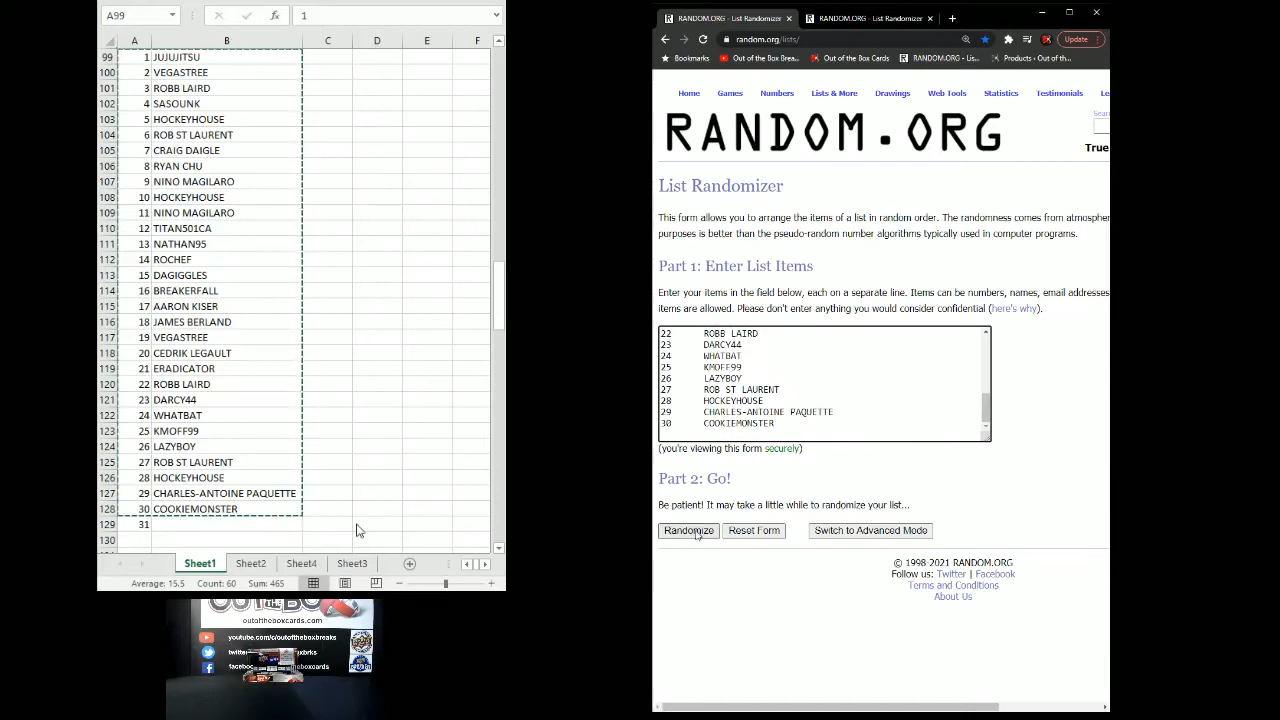 A99
1
A B C D E F
99 1 JUJUJITSU
100 2 VEGASTREE
101 3 ROBB LAIRD
102 4 SASOUNK
103 5 HOCKEYHOUSE
104 6 ROB ST LAURENT
105 7 CRAIG DAIGLE
106 8 RYAN CHU
107 9 NINO MAGILARO
108 10 HOCKEYHOUSE
109 11 NINO MAGILARO
110 12 TITAN501CA
111 13 NATHAN95
112 14 ROCHEF
113 15 DAGIGGLES
114 16 BREAKERFALL
115 17 AARON KISER
116 18 JAMES BERLAND
117 19 VEGASTREE
118 20 CEDRIK LEGAULT
119 21 ERADICATOR
120 22 ROBB LAIRD
121 23 DARCY44
122 24 WHATBAT
123 25 KMOFF99
124 26 LAZYBOY
125 27 ROB ST LAURENT
126 28 HOCKEYHOUSE
127 29 CHARLES-ANTOINE PAQUETTE
128 30 COOKIEMONSTER
129 31
130
Sheet1 Sheet2 Sheet4 Sheet3
Average: 15.5 Count: 60 Sum: 465
outoftheboxcards.com
youtube.com/c/outoftheboxbreaks
RANDOM.ORG - List Randomizer
RANDOM.ORG - List Randomizer
random.org/lists/
Update
Bookmarks
Out of the Box Brea...
Out of the Box Cards
RANDOM.ORG - Lis...
Products › Out of th...
Home Games Numbers Lists & More Drawings Web Tools Statistics Testimonials Le
RANDOM.ORG
Sear
True
List Randomizer
This form allows you to arrange the items of a list in random order. The randomness comes from atmospher
purposes is better than the pseudo-random number algorithms typically used in computer programs.
Part 1: Enter List Items
Enter your items in the field below, each on a separate line. Items can be numbers, names, email addresses
items are allowed. Please don't enter anything you would consider confidential (here's why).
22 ROBB LAIRD
23 DARCY44
24 WHATBAT
25 KMOFF99
26 LAZYBOY
27 ROB ST LAURENT
28 HOCKEYHOUSE
29 CHARLES-ANTOINE PAQUETTE
30 COOKIEMONSTER
(you're viewing this form securely)
Part 2: Go!
Be patient! It may take a little while to randomize your list...
Randomize
Reset Form
Switch to Advanced Mode
© 1998-2021 RANDOM.ORG
Follow us: Twitter | Facebook
Terms and Conditions
About Us